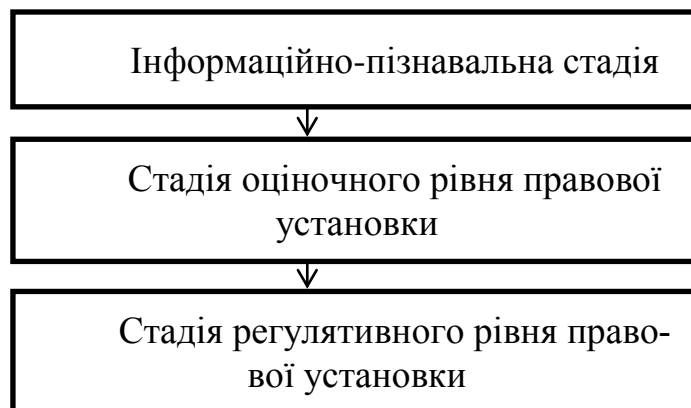 Інформаційно-пізнавальна стадія
Стадія оціночного рівня правової
установки
Стадія регулятивного рівня право-
вої установки